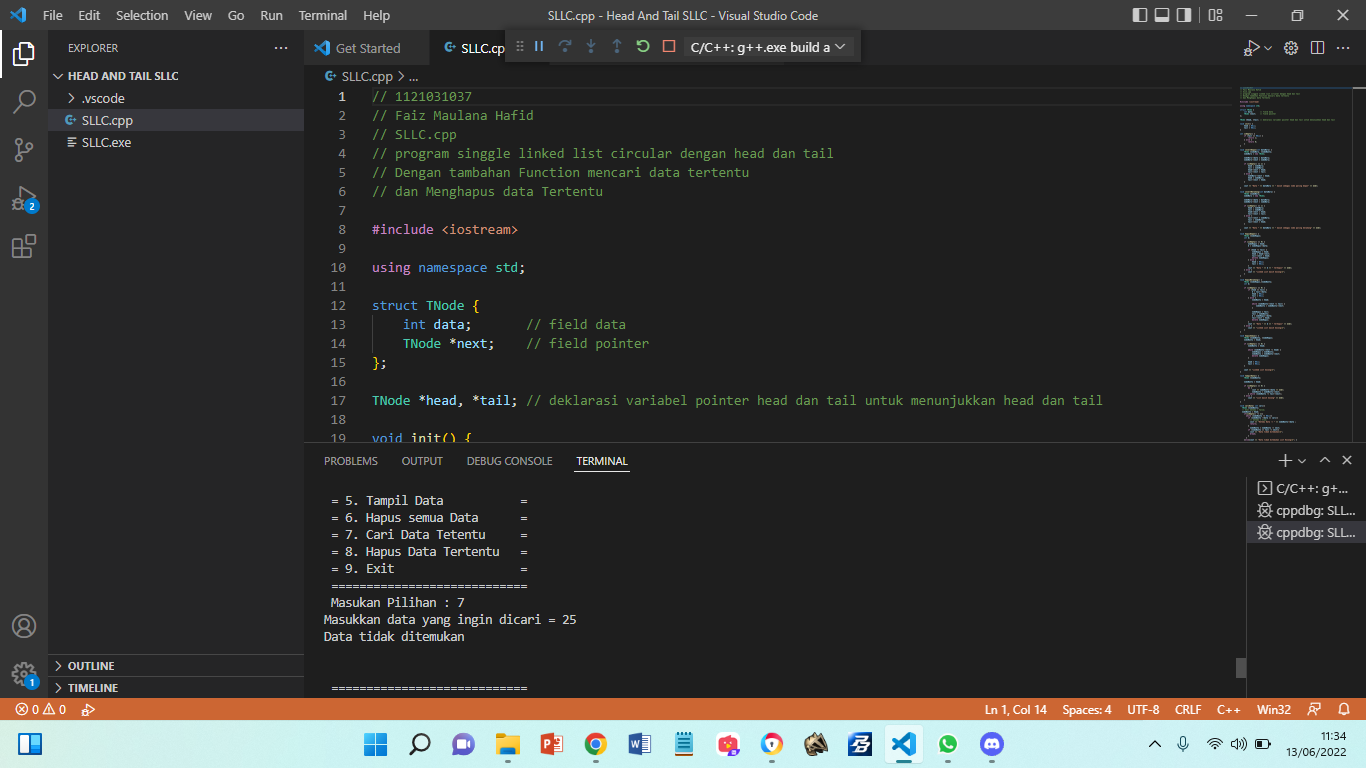 File Edit Selection View Go Run Terminal Help
SLLC.cpp - Head And Tail SLLC - Visual Studio Code
EXPLORER
HEAD AND TAIL SLLC
.vscode
SLLC.cpp
SLLC.exe
OUTLINE
TIMELINE
2
1
Get Started
SLLC.cp
C/C++: g++.exe build a
SLLC.cpp > ...
1 // 1121031037
2 // Faiz Maulana Hafid
3 // SLLC.cpp
4 // program singgle linked list circular dengan head dan tail
5 // Dengan tambahan Function mencari data tertentu
6 // dan Menghapus data Tertentu
7
8 #include <iostream>
9
10 using namespace std;
11
12 struct TNode {
13 int data; // field data
14 TNode *next; // field pointer
15 };
16
17 TNode *head, *tail; // deklarasi variabel pointer head dan tail untuk menunjukkan head dan tail
18
19 void init() {
PROBLEMS OUTPUT DEBUG CONSOLE TERMINAL
= 5. Tampil Data =
= 6. Hapus semua Data =
= 7. Cari Data Tetentu =
= 8. Hapus Data Tertentu =
= 9. Exit =
============================
Masukan Pilihan : 7
Masukkan data yang ingin dicari = 25
Data tidak ditemukan
============================
C/C++: g+...
cppdbg: SLL...
cppdbg: SLL...
0 0
Ln 1, Col 14 Spaces: 4 UTF-8 CRLF C++ Win32
11:34
13/06/2022